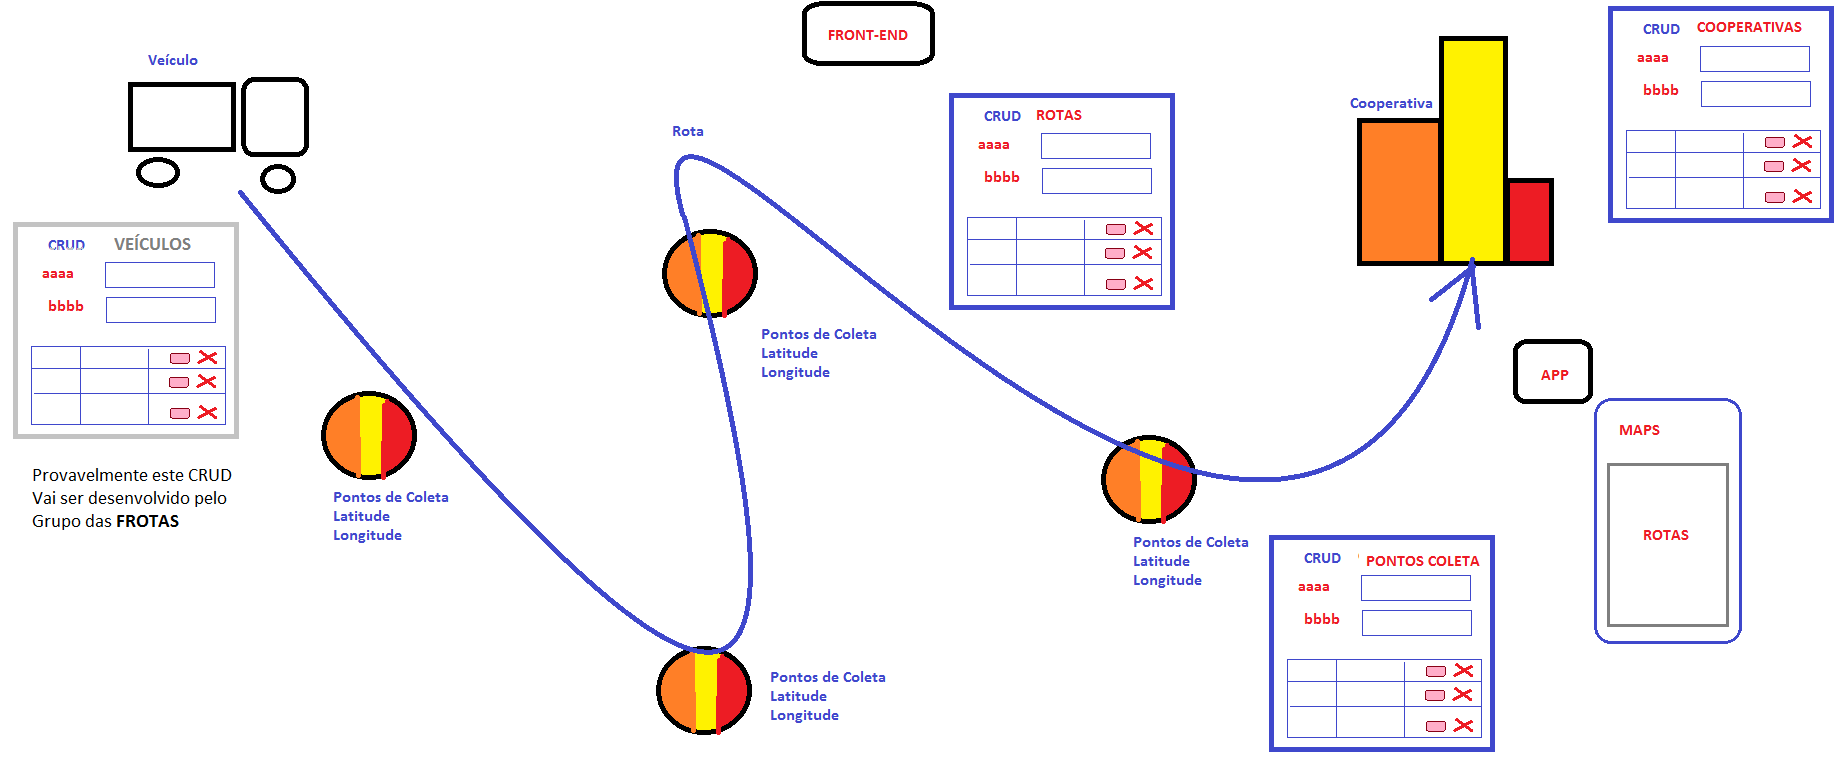 FRONT-END
Veículo
CRUD VEÍCULOS
aaaa
bbbb
Provavelmente este CRUD
Vai ser desenvolvido pelo
Grupo das FROTAS
Pontos de Coleta
Latitude
Longitude
Rota
Pontos de Coleta
Latitude
Longitude
Pontos de Coleta
Latitude
Longitude
CRUD ROTAS
aaaa
bbbb
Pontos de Coleta
Latitude
Longitude
Cooperativa
CRUD COOPERATIVAS
aaaa
bbbb
CRUD PONTOS COLETA
aaaa
bbbb
APP
MAPS
ROTAS